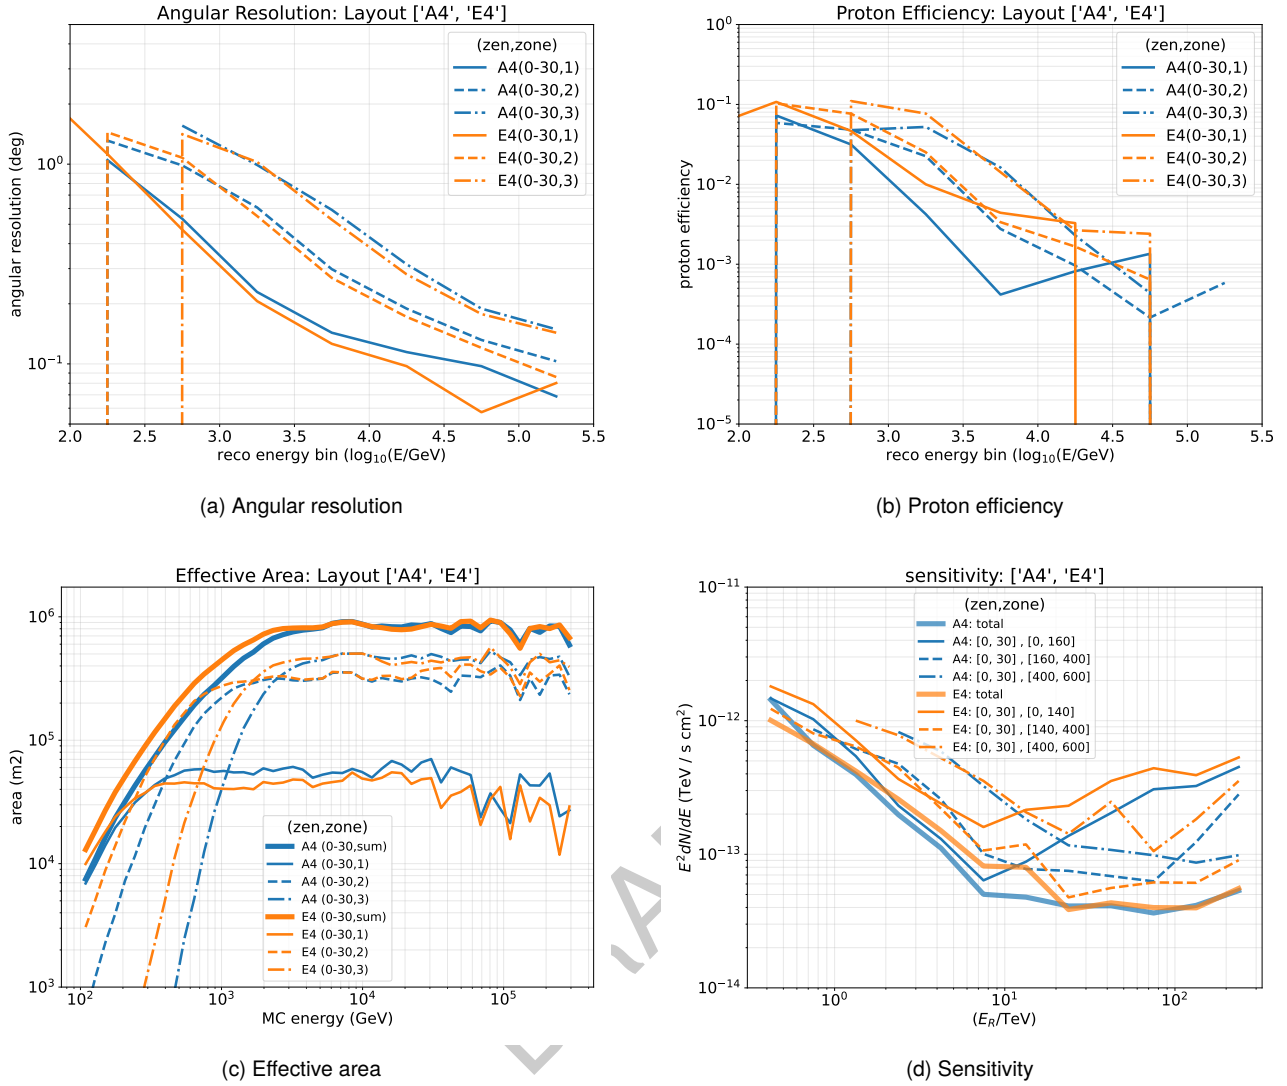 Angular Resolution: Layout ['A4', 'E4']
angular resolution (deg)
10⁰
10⁻¹
(zen,zone)
A4(0-30,1)
A4(0-30,2)
A4(0-30,3)
E4(0-30,1)
E4(0-30,2)
E4(0-30,3)
2.0 2.5 3.0 3.5 4.0 4.5 5.0 5.5
reco energy bin (log₁₀(E/GeV)
(a) Angular resolution
Proton Efficiency: Layout ['A4', 'E4']
proton efficiency
10⁰
10⁻¹
10⁻²
10⁻³
10⁻⁴
10⁻⁵
(zen,zone)
A4(0-30,1)
A4(0-30,2)
A4(0-30,3)
E4(0-30,1)
E4(0-30,2)
E4(0-30,3)
2.0 2.5 3.0 3.5 4.0 4.5 5.0 5.5
reco energy bin (log₁₀(E/GeV)
(b) Proton efficiency
Effective Area: Layout ['A4', 'E4']
area (m2)
10⁶
10⁵
10⁴
10³
(zen,zone)
A4 (0-30,sum)
A4 (0-30,1)
A4 (0-30,2)
A4 (0-30,3)
E4 (0-30,sum)
E4 (0-30,1)
E4 (0-30,2)
E4 (0-30,3)
10² 10³ 10⁴ 10⁵
MC energy (GeV)
(c) Effective area
sensitivity: ['A4', 'E4']
E²dN/dE (TeV / s cm²)
10⁻¹¹
10⁻¹²
10⁻¹³
10⁻¹⁴
(zen,zone)
A4: total
A4: [0, 30] , [0, 160]
A4: [0, 30] , [160, 400]
A4: [0, 30] , [400, 600]
E4: total
E4: [0, 30] , [0, 140]
E4: [0, 30] , [140, 400]
E4: [0, 30] , [400, 600]
10⁰ 10¹ 10²
(E_R/TeV)
(d) Sensitivity